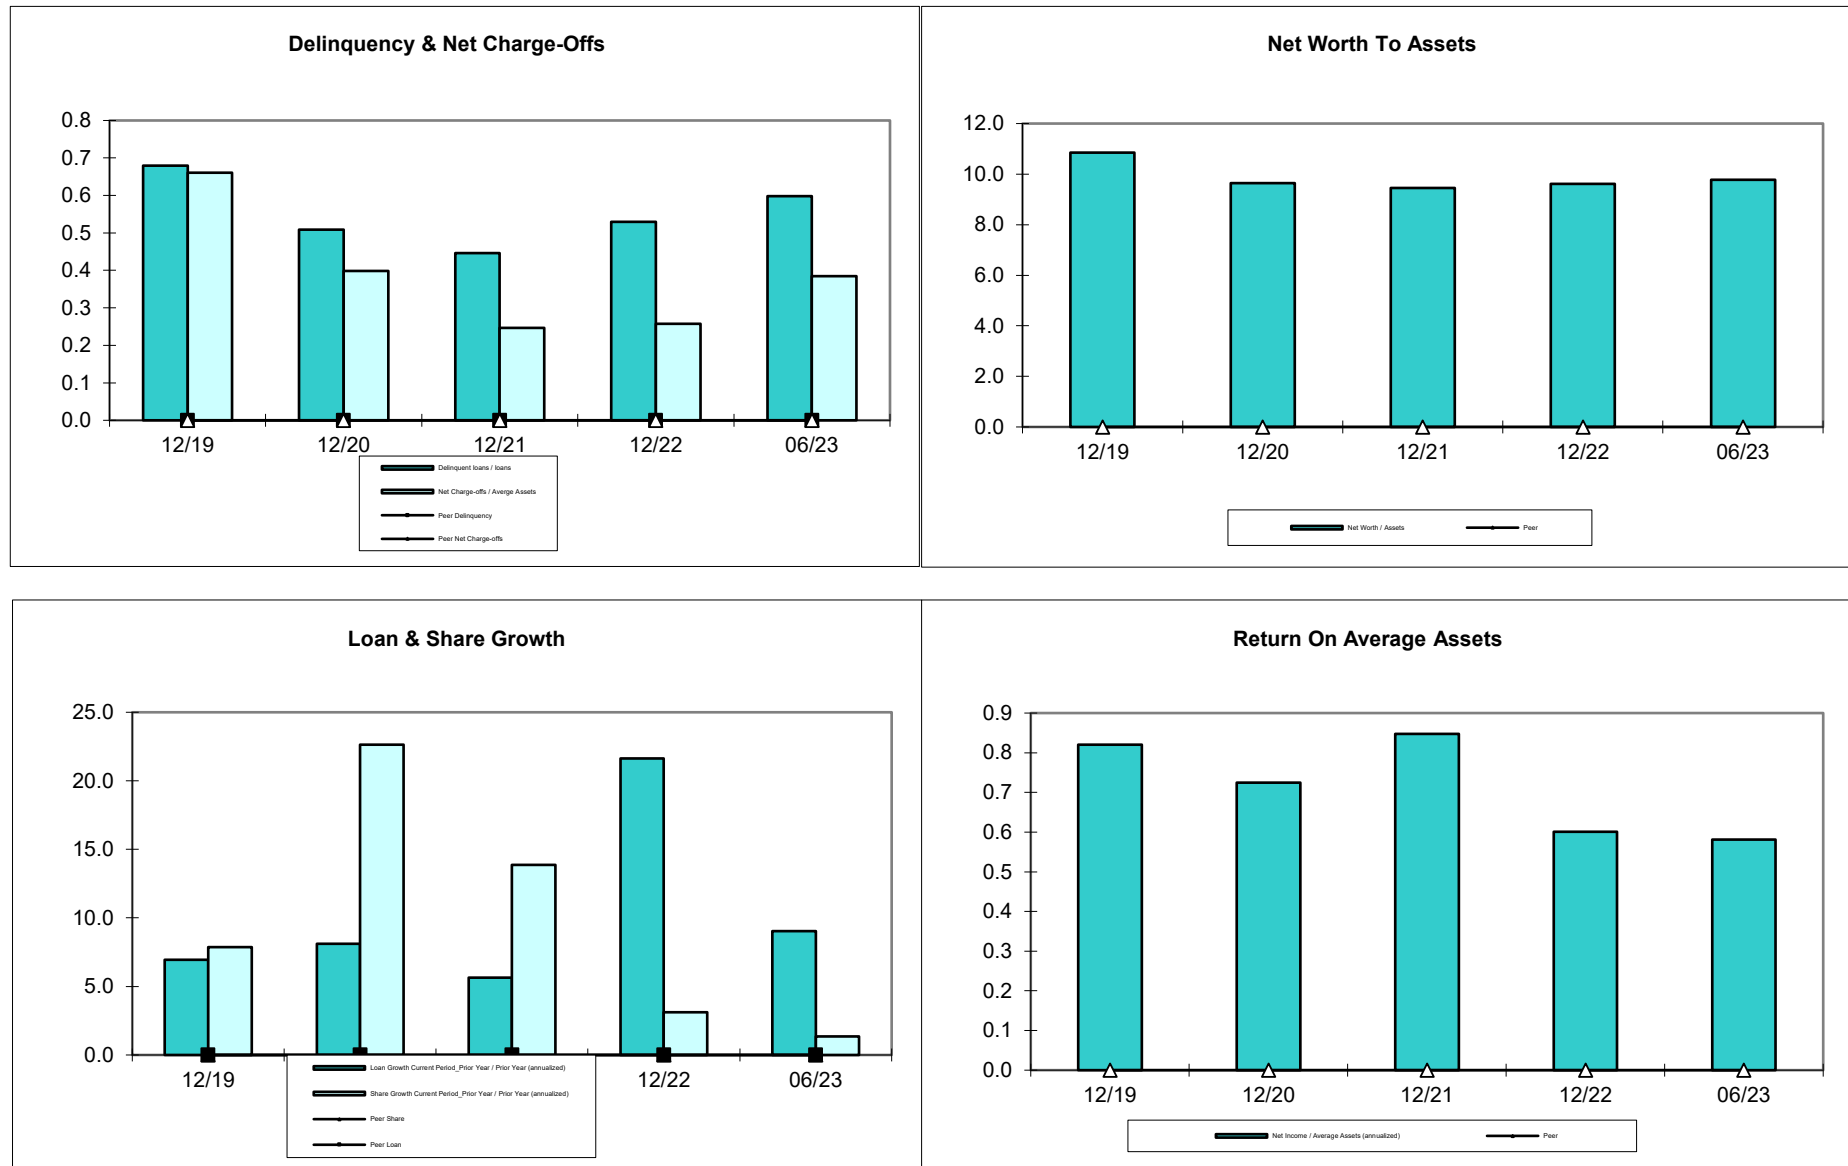 Delinquency & Net Charge-Offs
0.8
0.7
0.6
0.5
0.4
0.3
0.2
0.1
0.0
12/19 12/20 12/21 12/22 06/23
Delinquent loans / loans
Net Charge-offs / Averge Assets
Peer Delinquency
Peer Net Charge-offs
Net Worth To Assets
12.0
10.0
8.0
6.0
4.0
2.0
0.0
12/19 12/20 12/21 12/22 06/23
Net Worth / Assets Peer
Loan & Share Growth
25.0
20.0
15.0
10.0
5.0
0.0
12/19 12/22 06/23
Loan Growth Current Period_Prior Year / Prior Year (annualized)
Share Growth Current Period_Prior Year / Prior Year (annualized)
Peer Share
Peer Loan
Return On Average Assets
0.9
0.8
0.7
0.6
0.5
0.4
0.3
0.2
0.1
0.0
12/19 12/20 12/21 12/22 06/23
Net Income / Average Assets (annualized) Peer